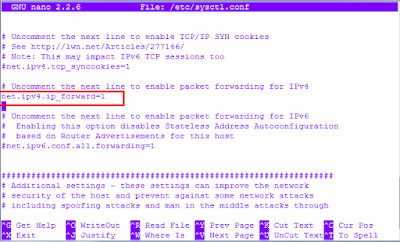 GNU nano 2.2.6 File: /etc/sysctl.conf
# Uncomment the next line to enable TCP/IP SYN cookies
# See http://lwn.net/Articles/277146/
# Note: This may impact IPv6 TCP sessions too
#net.ipv4.tcp_syncookies=1
# Uncomment the next line to enable packet forwarding for IPv4
net.ipv4.ip_forward=1
# Uncomment the next line to enable packet forwarding for IPv6
#  Enabling this option disables Stateless Address Autoconfiguration
#  based on Router Advertisements for this host
#net.ipv6.conf.all.forwarding=1
###################################################################
# Additional settings - these settings can improve the network
# security of the host and prevent against some network attacks
# including spoofing attacks and man in the middle attacks through
^G Get Help ^O WriteOut ^R Read File ^Y Prev Page ^K Cut Text ^C Cur Pos
^X Exit ^J Justify ^W Where Is ^V Next Page ^U UnCut Text ^T To Spell